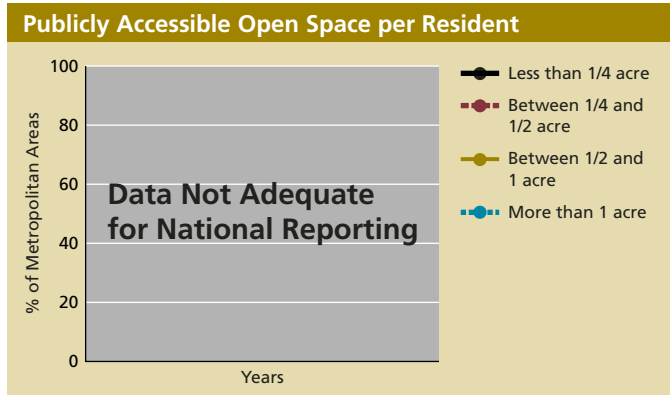 Publicly Accessible Open Space per Resident
% of Metropolitan Areas
100
80
60
40
20
0
Data Not Adequate
for National Reporting
Years
Less than 1/4 acre
Between 1/4 and
1/2 acre
Between 1/2 and
1 acre
More than 1 acre